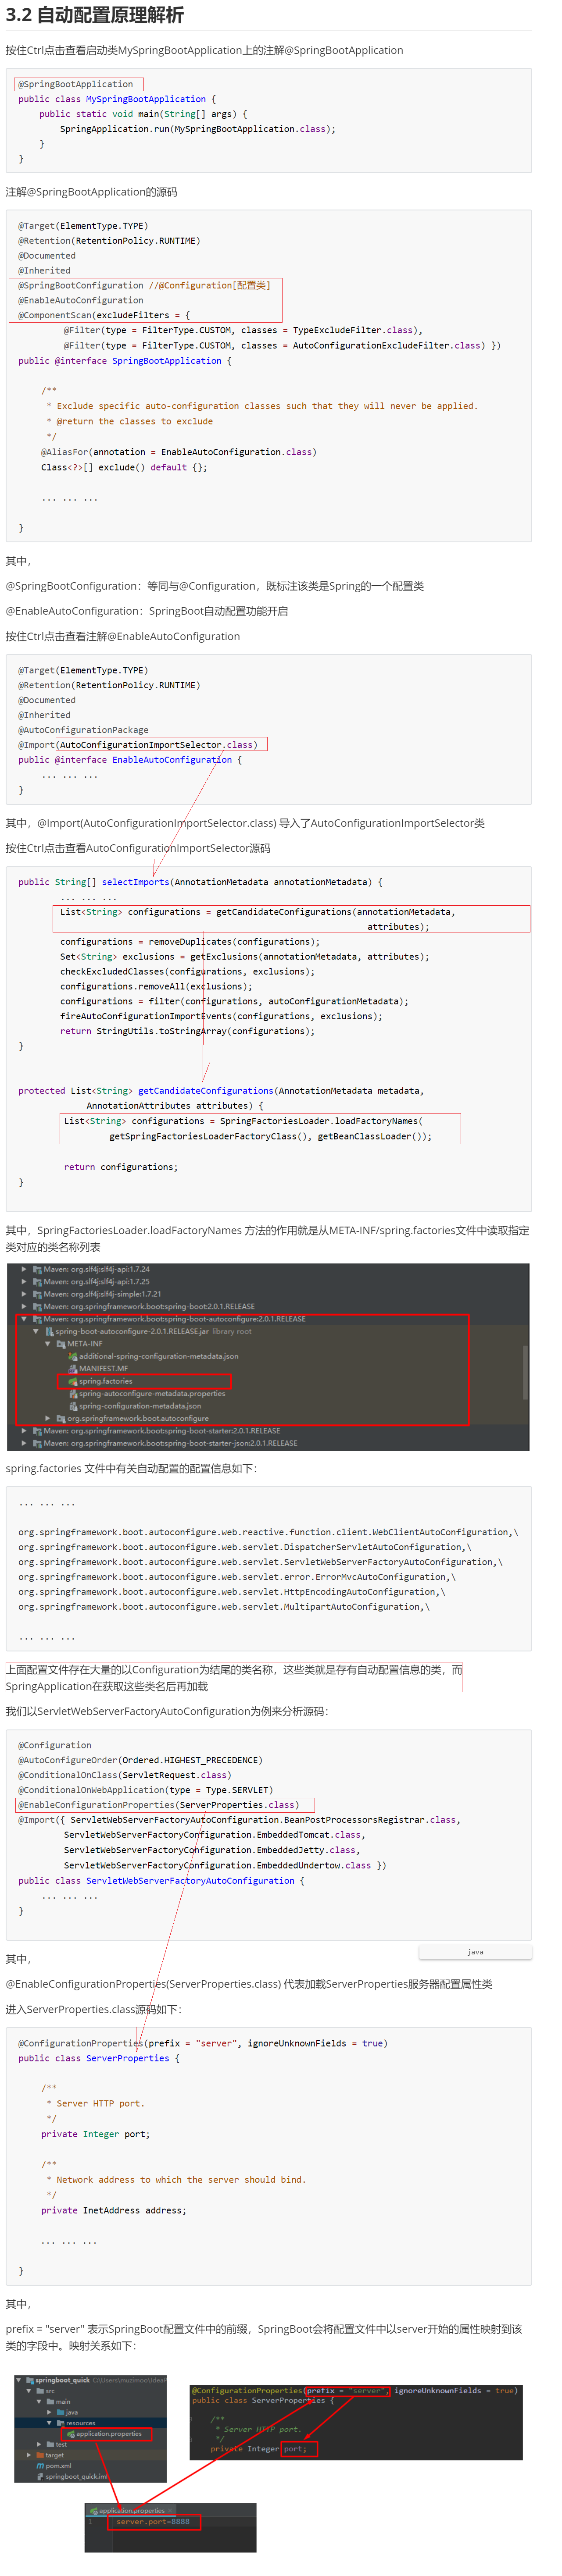 3.2 自动配置原理解析
按住Ctrl点击查看启动类MySpringBootApplication上的注解@SpringBootApplication
@SpringBootApplication
public class MySpringBootApplication {
public static void main(String[] args) {
SpringApplication.run(MySpringBootApplication.class);
}
}
注解@SpringBootApplication的源码
@Target(ElementType.TYPE)
@Retention(RetentionPolicy.RUNTIME)
@Documented
@Inherited
@SpringBootConfiguration //@Configuration[配置类]
@EnableAutoConfiguration
@ComponentScan(excludeFilters = {
@Filter(type = FilterType.CUSTOM, classes = TypeExcludeFilter.class),
@Filter(type = FilterType.CUSTOM, classes = AutoConfigurationExcludeFilter.class) })
public @interface SpringBootApplication {
/**
* Exclude specific auto-configuration classes such that they will never be applied.
* @return the classes to exclude
*/
@AliasFor(annotation = EnableAutoConfiguration.class)
Class<?>[] exclude() default {};
... ... ...
}
其中，
@SpringBootConfiguration：等同与@Configuration，既标注该类是Spring的一个配置类
@EnableAutoConfiguration：SpringBoot自动配置功能开启
按住Ctrl点击查看注解@EnableAutoConfiguration
@Target(ElementType.TYPE)
@Retention(RetentionPolicy.RUNTIME)
@Documented
@Inherited
@AutoConfigurationPackage
@Import(AutoConfigurationImportSelector.class)
public @interface EnableAutoConfiguration {
... ... ...
}
其中，@Import(AutoConfigurationImportSelector.class) 导入了AutoConfigurationImportSelector类
按住Ctrl点击查看AutoConfigurationImportSelector源码
public String[] selectImports(AnnotationMetadata annotationMetadata) {
... ... ...
List<String> configurations = getCandidateConfigurations(annotationMetadata,
attributes);
configurations = removeDuplicates(configurations);
Set<String> exclusions = getExclusions(annotationMetadata, attributes);
checkExcludedClasses(configurations, exclusions);
configurations.removeAll(exclusions);
configurations = filter(configurations, autoConfigurationMetadata);
fireAutoConfigurationImportEvents(configurations, exclusions);
return StringUtils.toStringArray(configurations);
}
protected List<String> getCandidateConfigurations(AnnotationMetadata metadata,
AnnotationAttributes attributes) {
List<String> configurations = SpringFactoriesLoader.loadFactoryNames(
getSpringFactoriesLoaderFactoryClass(), getBeanClassLoader());
return configurations;
}
其中，SpringFactoriesLoader.loadFactoryNames 方法的作用就是从META-INF/spring.factories文件中读取指定
类对应的类名称列表
Maven: org.slf4j:slf4j-api:1.7.24
Maven: org.slf4j:slf4j-api:1.7.25
Maven: org.slf4j:slf4j-simple:1.7.21
Maven: org.springframework.boot:spring-boot:2.0.1.RELEASE
Maven: org.springframework.boot:spring-boot-autoconfigure:2.0.1.RELEASE
spring-boot-autoconfigure-2.0.1.RELEASE.jar library root
META-INF
additional-spring-configuration-metadata.json
MANIFEST.MF
spring.factories
spring-autoconfigure-metadata.properties
spring-configuration-metadata.json
org.springframework.boot.autoconfigure
Maven: org.springframework.boot:spring-boot-starter:2.0.1.RELEASE
Maven: org.springframework.boot:spring-boot-starter-json:2.0.1.RELEASE
spring.factories 文件中有关自动配置的配置信息如下：
... ... ...
org.springframework.boot.autoconfigure.web.reactive.function.client.WebClientAutoConfiguration,\
org.springframework.boot.autoconfigure.web.servlet.DispatcherServletAutoConfiguration,\
org.springframework.boot.autoconfigure.web.servlet.ServletWebServerFactoryAutoConfiguration,\
org.springframework.boot.autoconfigure.web.servlet.error.ErrorMvcAutoConfiguration,\
org.springframework.boot.autoconfigure.web.servlet.HttpEncodingAutoConfiguration,\
org.springframework.boot.autoconfigure.web.servlet.MultipartAutoConfiguration,\
... ... ...
上面配置文件存在大量的以Configuration为结尾的类名称，这些类就是存有自动配置信息的类，而
SpringApplication在获取这些类名后再加载
我们以ServletWebServerFactoryAutoConfiguration为例来分析源码：
@Configuration
@AutoConfigureOrder(Ordered.HIGHEST_PRECEDENCE)
@ConditionalOnClass(ServletRequest.class)
@ConditionalOnWebApplication(type = Type.SERVLET)
@EnableConfigurationProperties(ServerProperties.class)
@Import({ ServletWebServerFactoryAutoConfiguration.BeanPostProcessorsRegistrar.class,
ServletWebServerFactoryConfiguration.EmbeddedTomcat.class,
ServletWebServerFactoryConfiguration.EmbeddedJetty.class,
ServletWebServerFactoryConfiguration.EmbeddedUndertow.class })
public class ServletWebServerFactoryAutoConfiguration {
... ... ...
}
java
其中，
@EnableConfigurationProperties(ServerProperties.class) 代表加载ServerProperties服务器配置属性类
进入ServerProperties.class源码如下：
@ConfigurationProperties(prefix = "server", ignoreUnknownFields = true)
public class ServerProperties {
/**
* Server HTTP port.
*/
private Integer port;
/**
* Network address to which the server should bind.
*/
private InetAddress address;
... ... ...
}
其中，
prefix = "server" 表示SpringBoot配置文件中的前缀，SpringBoot会将配置文件中以server开始的属性映射到该
类的字段中。映射关系如下：
springboot_quick
src
main
java
resources
application.properties
test
target
pom.xml
springboot_quick.iml
@ConfigurationProperties(prefix = "server", ignoreUnknownFields = true)
public class ServerProperties {
/**
* Server HTTP port.
*/
private Integer port;
application.properties
1 server.port=8888